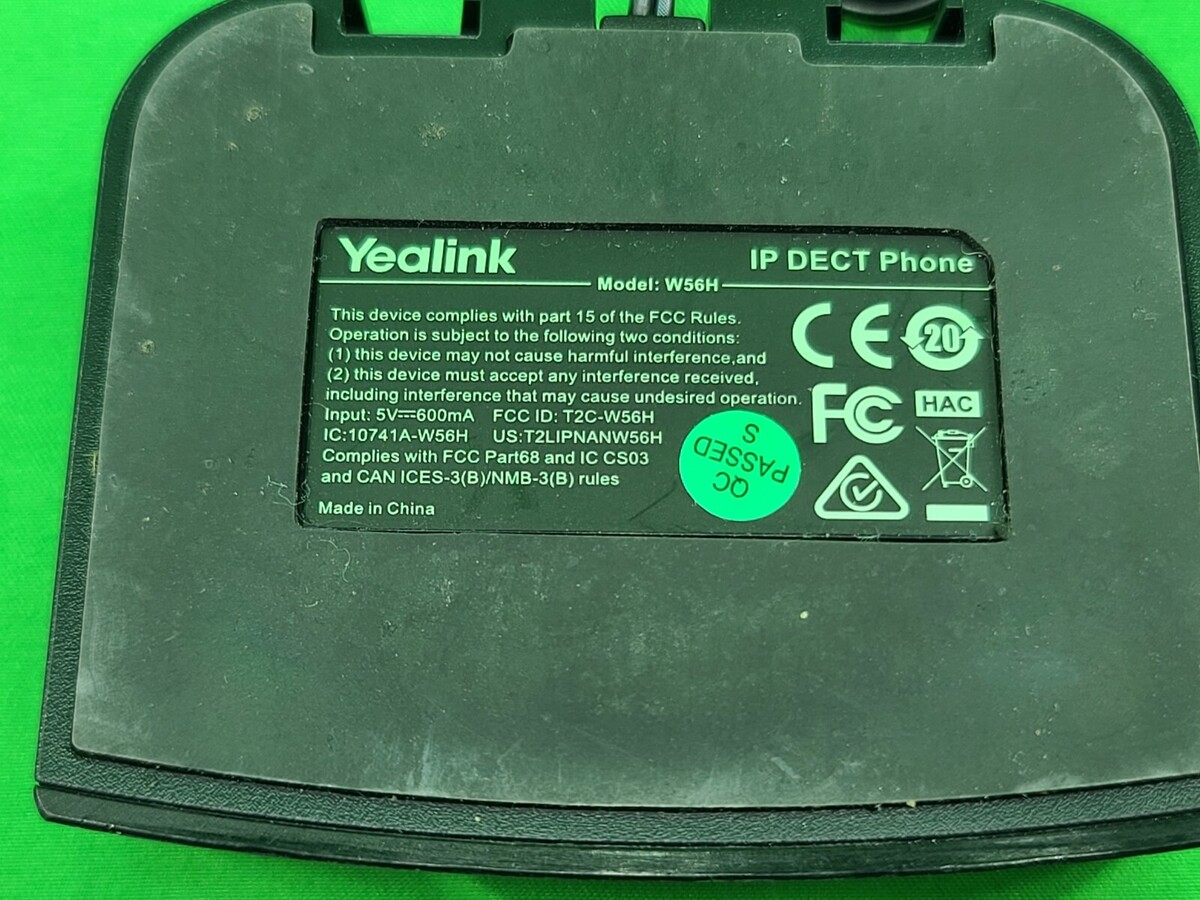 Yealink
IP DECT Phone
Model: W56H
This device complies with part 15 of the FCC Rules.
Operation is subject to the following two conditions:
(1) this device may not cause harmful interference,and
(2) this device must accept any interference received,
including interference that may cause undesired operation.
Input: 5V⎓600mA FCC ID: T2C-W56H
IC:10741A-W56H US:T2LIPNANW56H
Complies with FCC Part68 and IC CS03
and CAN ICES-3(B)/NMB-3(B) rules
Made in China
CE
20
FC
HAC
QC
PASSED
S